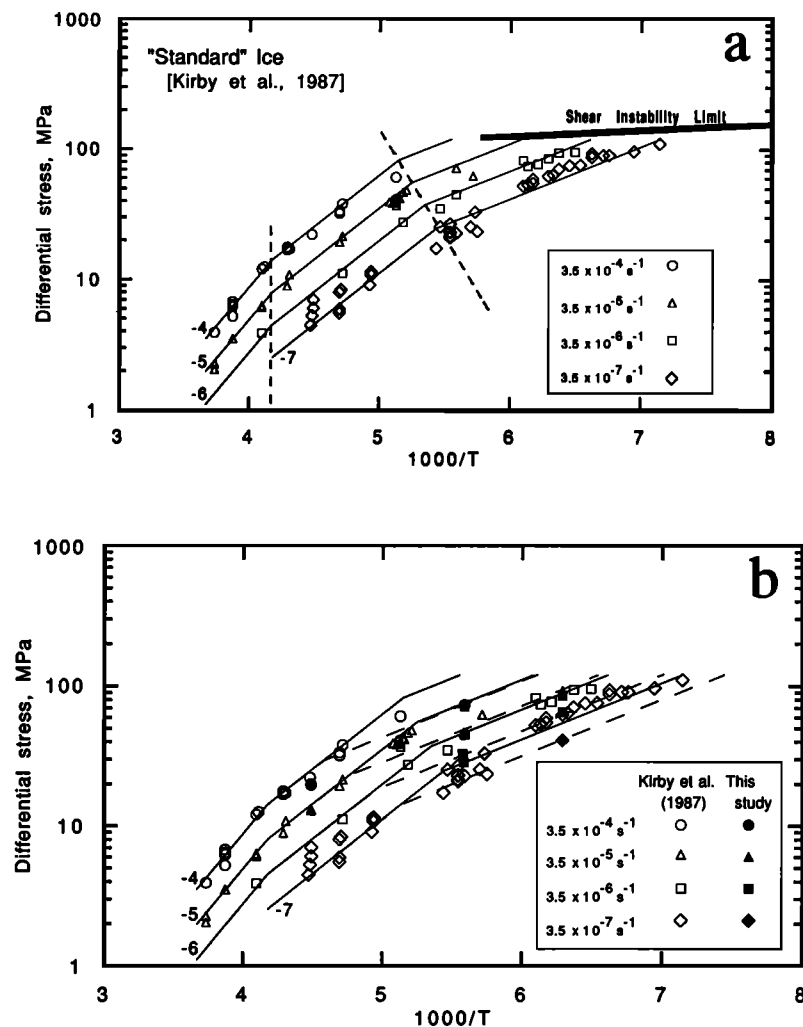 a
1000
"Standard" Ice
[Kirby et al., 1987]
Shear Instability Limit
100
Differential stress, MPa
3.5 x 10⁻⁴ s⁻¹
3.5 x 10⁻⁵ s⁻¹
10
3.5 x 10⁻⁶ s⁻¹
3.5 x 10⁻⁷ s⁻¹
-4
-5
-7
-6
1
3 4 5 6 7 8
1000/T
b
1000
Differential stress, MPa
100
Kirby et al. This
(1987) study
3.5 x 10⁻⁴ s⁻¹
10
3.5 x 10⁻⁵ s⁻¹
3.5 x 10⁻⁶ s⁻¹
-4
3.5 x 10⁻⁷ s⁻¹
-5
-7
-6
1
3 4 5 6 7 8
1000/T